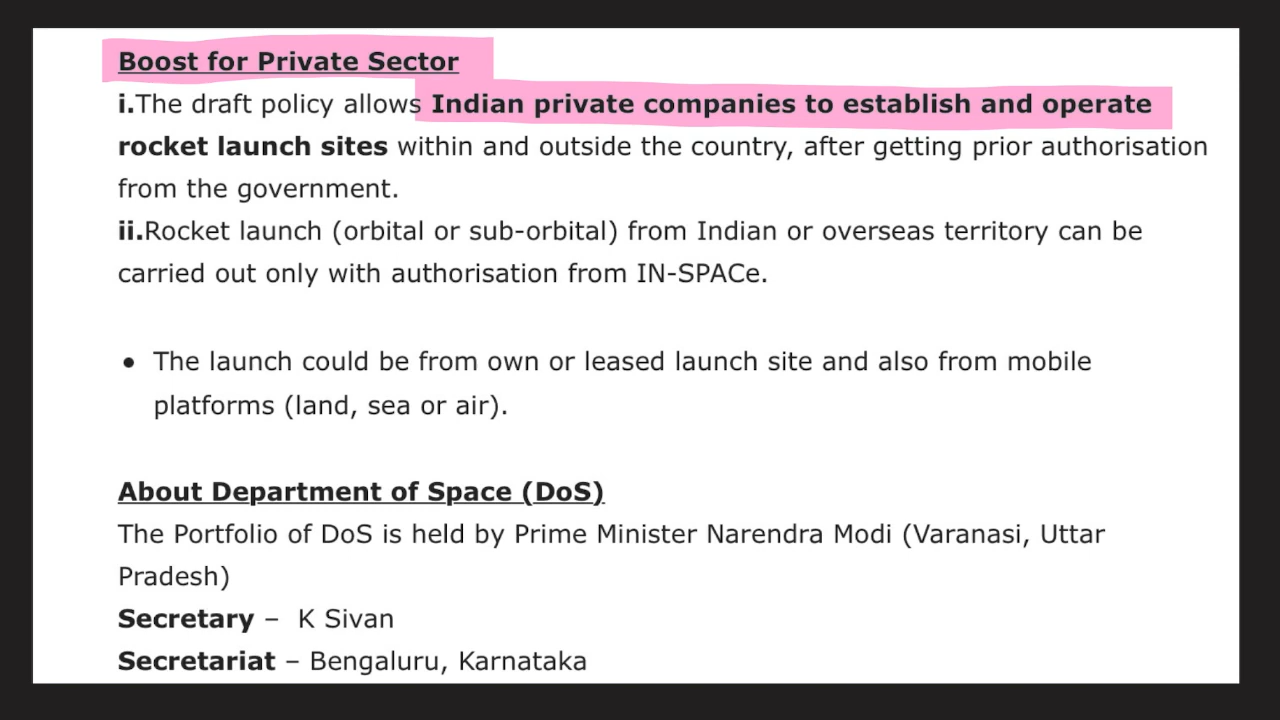 Boost for Private Sector
i.The draft policy allows Indian private companies to establish and operate
rocket launch sites within and outside the country, after getting prior authorisation
from the government.
ii.Rocket launch (orbital or sub-orbital) from Indian or overseas territory can be
carried out only with authorisation from IN-SPACe.
• The launch could be from own or leased launch site and also from mobile
platforms (land, sea or air).
About Department of Space (DoS)
The Portfolio of DoS is held by Prime Minister Narendra Modi (Varanasi, Uttar
Pradesh)
Secretary – K Sivan
Secretariat – Bengaluru, Karnataka